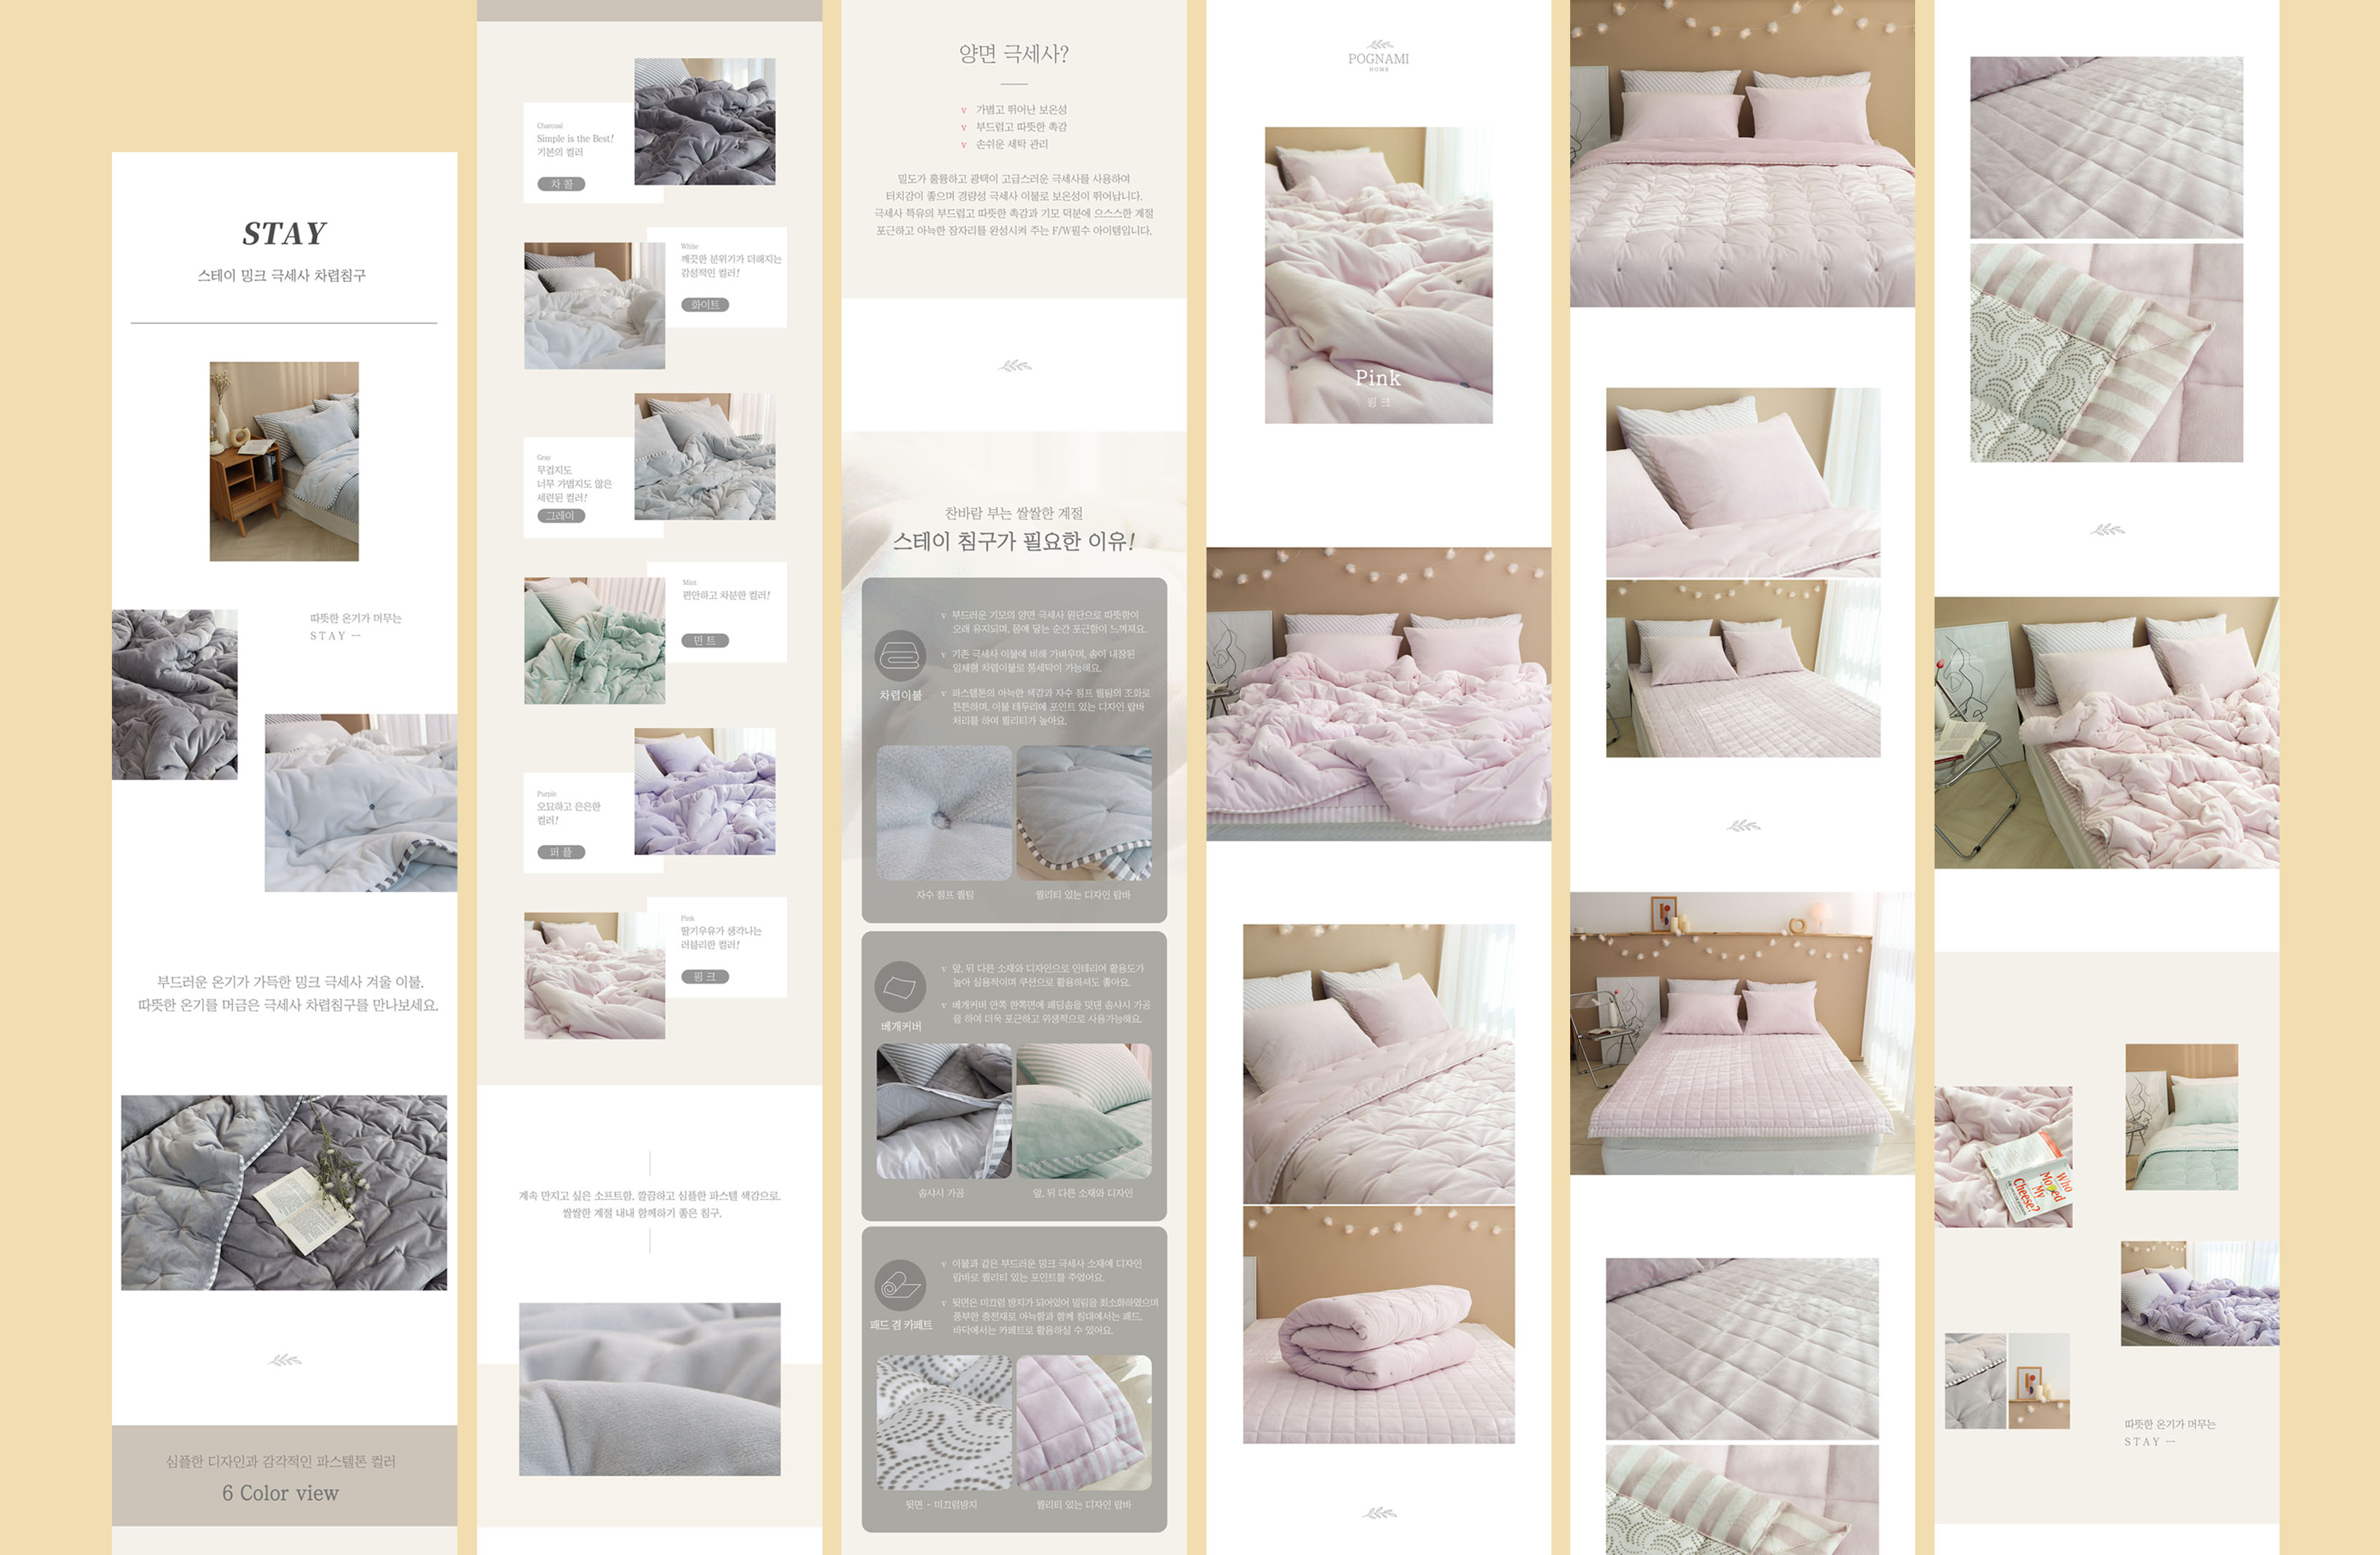 STAY
스테이 밍크 극세사 차렵침구
따뜻한 온기가 머무는
STAY ―
부드러운 온기가 가득한 밍크 극세사 겨울 이불.
따뜻한 온기를 머금은 극세사 차렵침구를 만나보세요.
심플한 디자인과 감각적인 파스텔톤 컬러
6 Color view
Charcoal
Simple is the Best!
기본의 컬러
차 콜
White
깨끗한 분위기가 더해지는
감성적인 컬러!
화이트
Gray
무겁지도
너무 가볍지도 않은
세련된 컬러!
그레이
Mint
편안하고 차분한 컬러!
민 트
Purple
오묘하고 은은한
컬러!
퍼 플
Pink
딸기우유가 생각나는
러블리한 컬러!
핑 크
계속 만지고 싶은 소프트함. 깔끔하고 심플한 파스텔 색감으로.
쌀쌀한 계절 내내 함께하기 좋은 침구.
양면 극세사?
v 가볍고 뛰어난 보온성
v 부드럽고 따뜻한 촉감
v 손쉬운 세탁 관리
밀도가 훌륭하고 광택이 고급스러운 극세사를 사용하여
터치감이 좋으며 경량성 극세사 이불로 보온성이 뛰어납니다.
극세사 특유의 부드럽고 따뜻한 촉감과 기모 덕분에 으스스한 계절
포근하고 아늑한 잠자리를 완성시켜 주는 F/W필수 아이템입니다.
찬바람 부는 쌀쌀한 계절
스테이 침구가 필요한 이유!
차렵이불
v 부드러운 기모의 양면 극세사 원단으로 따뜻함이
오래 유지되며, 몸에 닿는 순간 포근함이 느껴져요.
v 기존 극세사 이불에 비해 가벼우며, 솜이 내장된
일체형 차렵이불로 통세탁이 가능해요.
v 파스텔톤의 아늑한 색감과 자수 점프 퀼팅의 조화로
튼튼하며, 이불 테두리에 포인트 있는 디자인 랍바
처리를 하여 퀄리티가 높아요.
자수 점프 퀼팅
퀄리티 있는 디자인 랍바
베개커버
v 앞, 뒤 다른 소재와 디자인으로 인테리어 활용도가
높아 실용적이며 쿠션으로 활용하셔도 좋아요.
v 베개커버 안쪽 한쪽면에 패딩솜을 덧댄 솜샤시 가공
을 하여 더욱 포근하고 위생적으로 사용가능해요.
솜샤시 가공
앞, 뒤 다른 소재와 디자인
패드 겸 카페트
v 이불과 같은 부드러운 밍크 극세사 소재에 디자인
랍바로 퀄리티 있는 포인트를 주었어요.
v 뒷면은 미끄럼 방지가 되어있어 밀림을 최소화하였으며
풍부한 충전재로 아늑함과 함께 침대에서는 패드,
바닥에서는 카페트로 활용하실 수 있어요.
뒷면 - 미끄럼방지
퀄리티 있는 디자인 랍바
POGNAMI
HOME
Pink
핑 크
Who
Moved
My
Cheese?
따뜻한 온기가 머무는
STAY ―